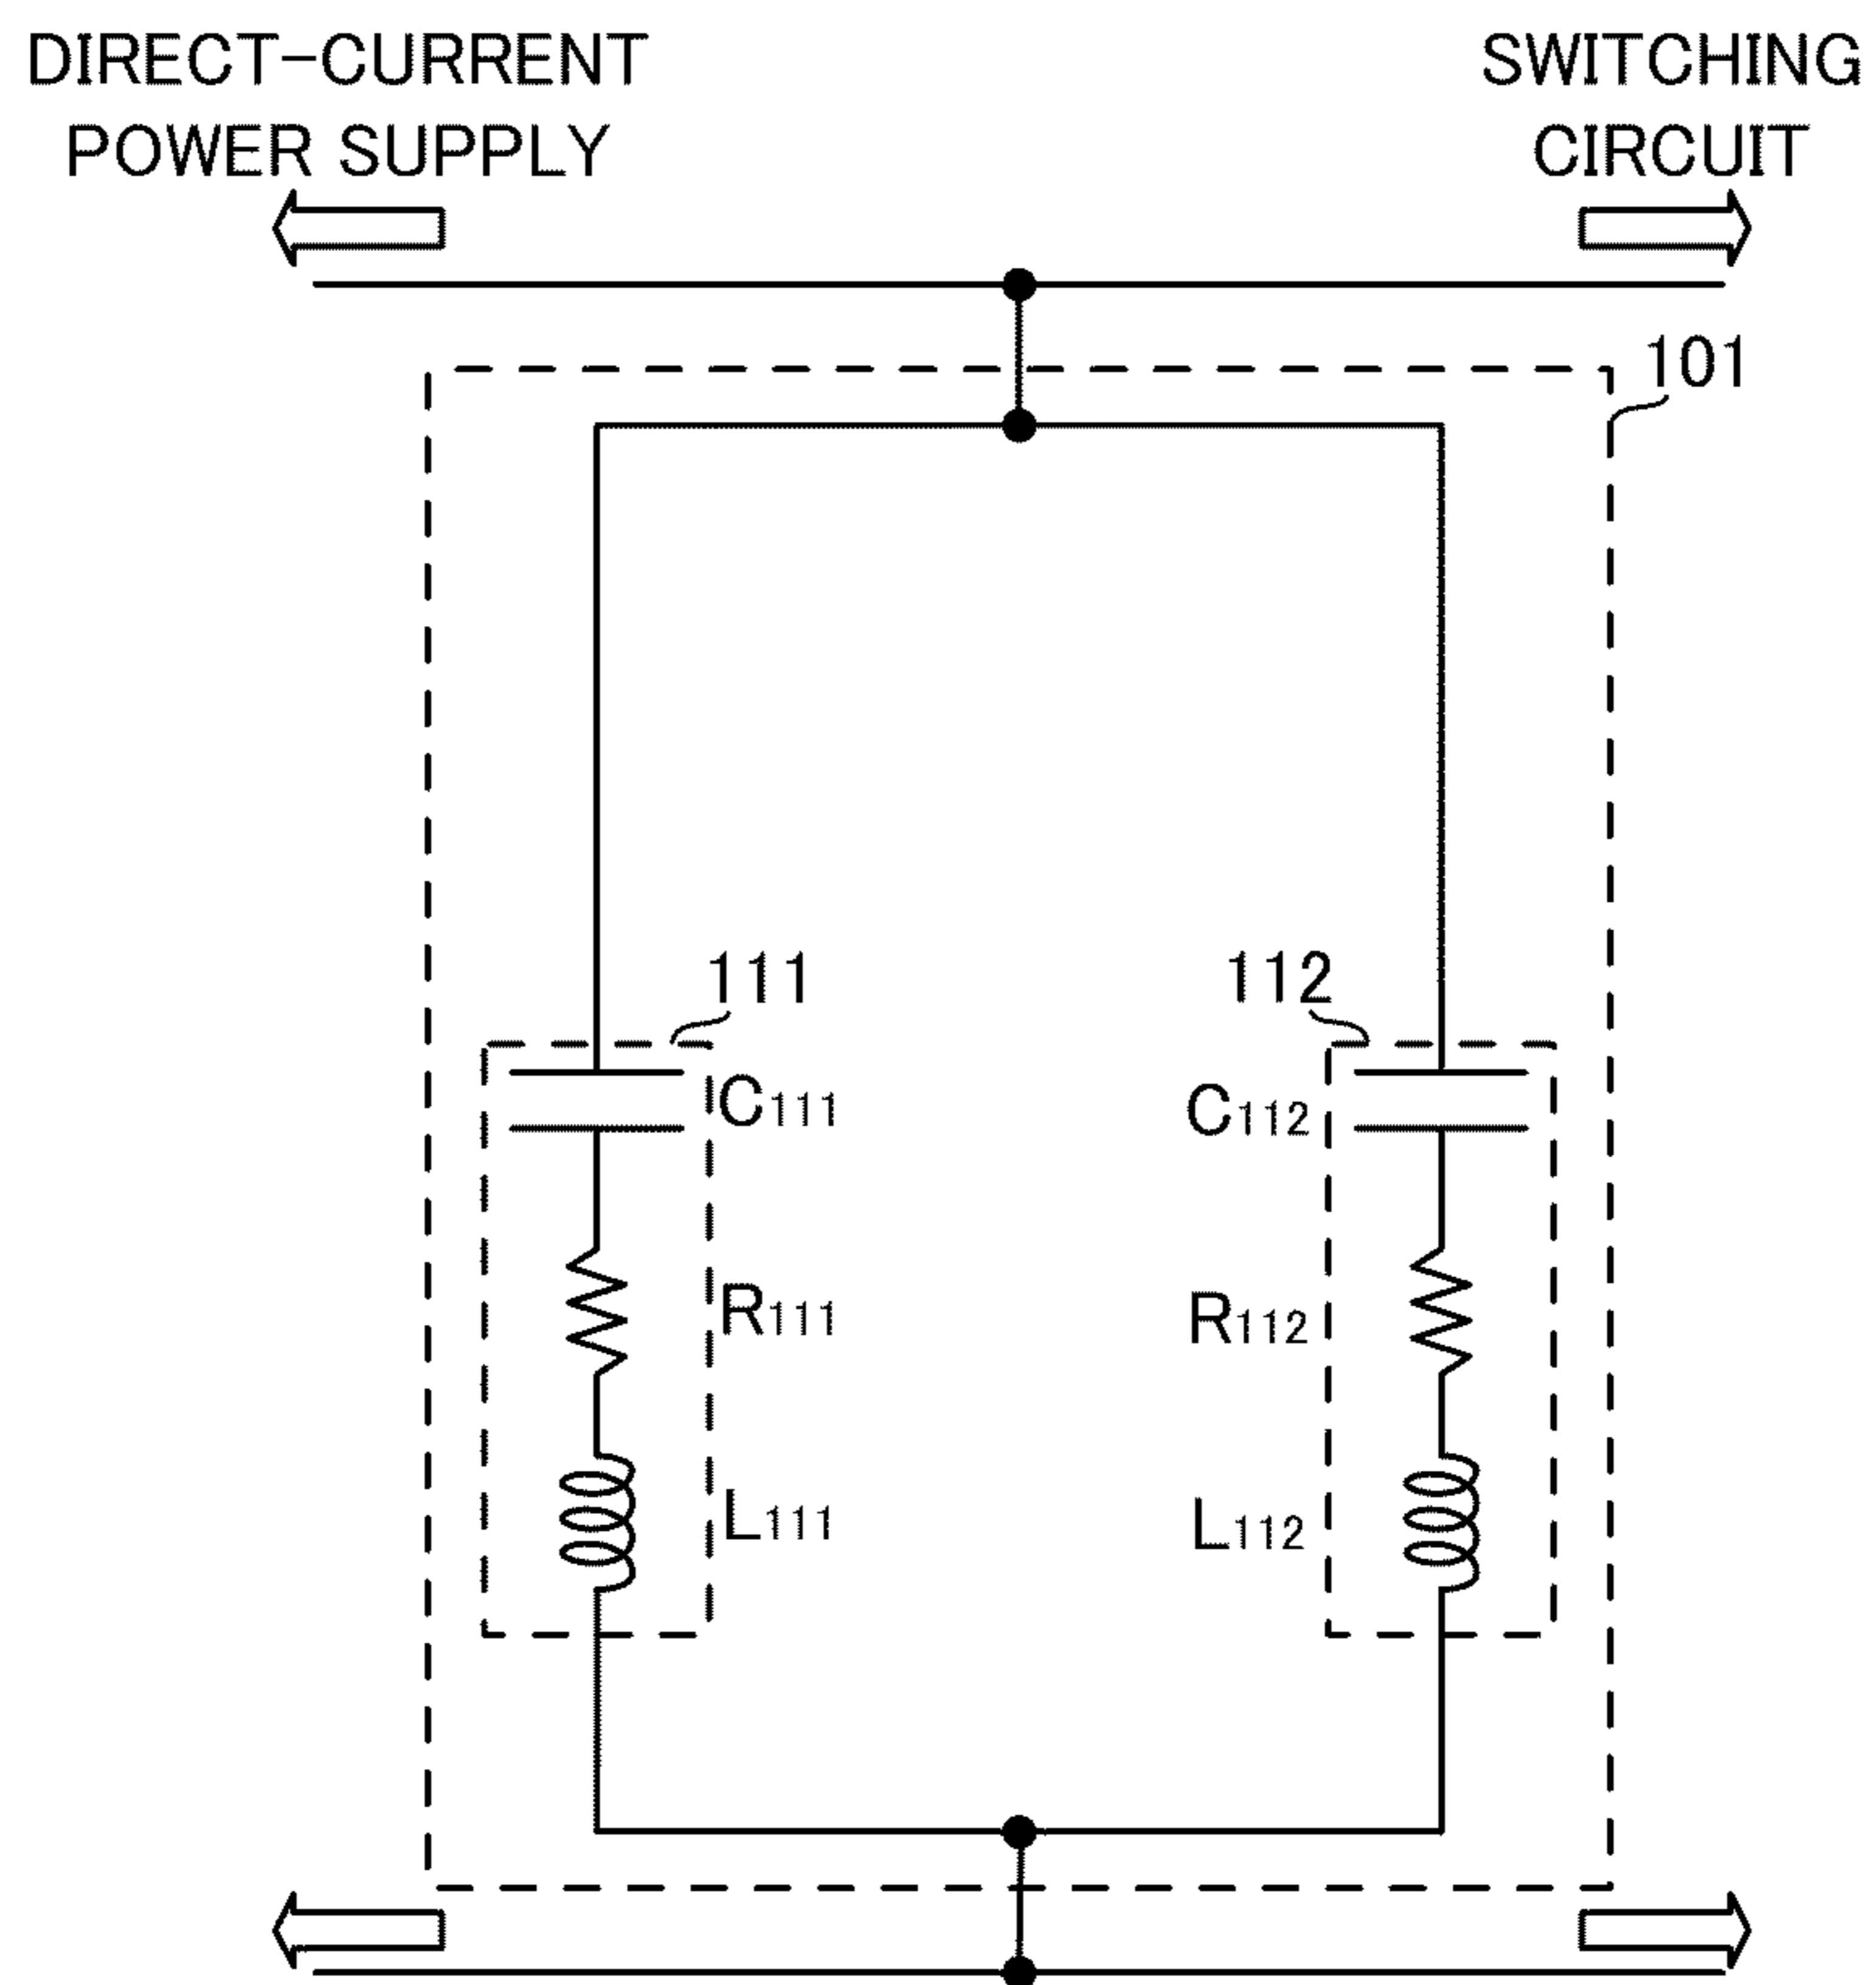 DIRECT-CURRENT
POWER SUPPLY
SWITCHING
CIRCUIT
101
111
112
C111
C112
R111
R112
L111
L112